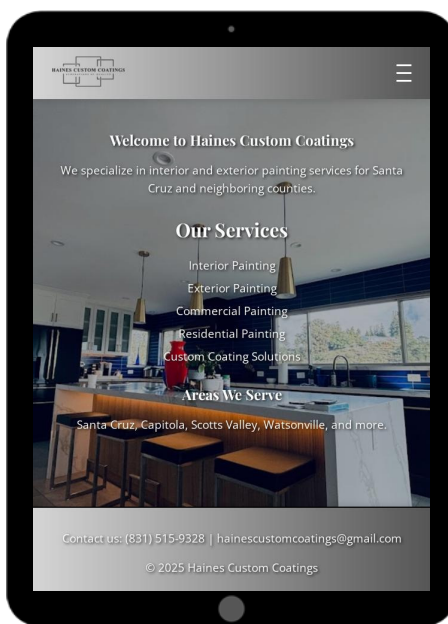 HAINES CUSTOM COATINGS
Welcome to Haines Custom Coatings
We specialize in interior and exterior painting services for Santa
Cruz and neighboring counties.
Our Services
Interior Painting
Exterior Painting
Commercial Painting
Residential Painting
Custom Coating Solutions
Areas We Serve
Santa Cruz, Capitola, Scotts Valley, Watsonville, and more.
Contact us: (831) 515-9328 | hainescustomcoatings@gmail.com
© 2025 Haines Custom Coatings